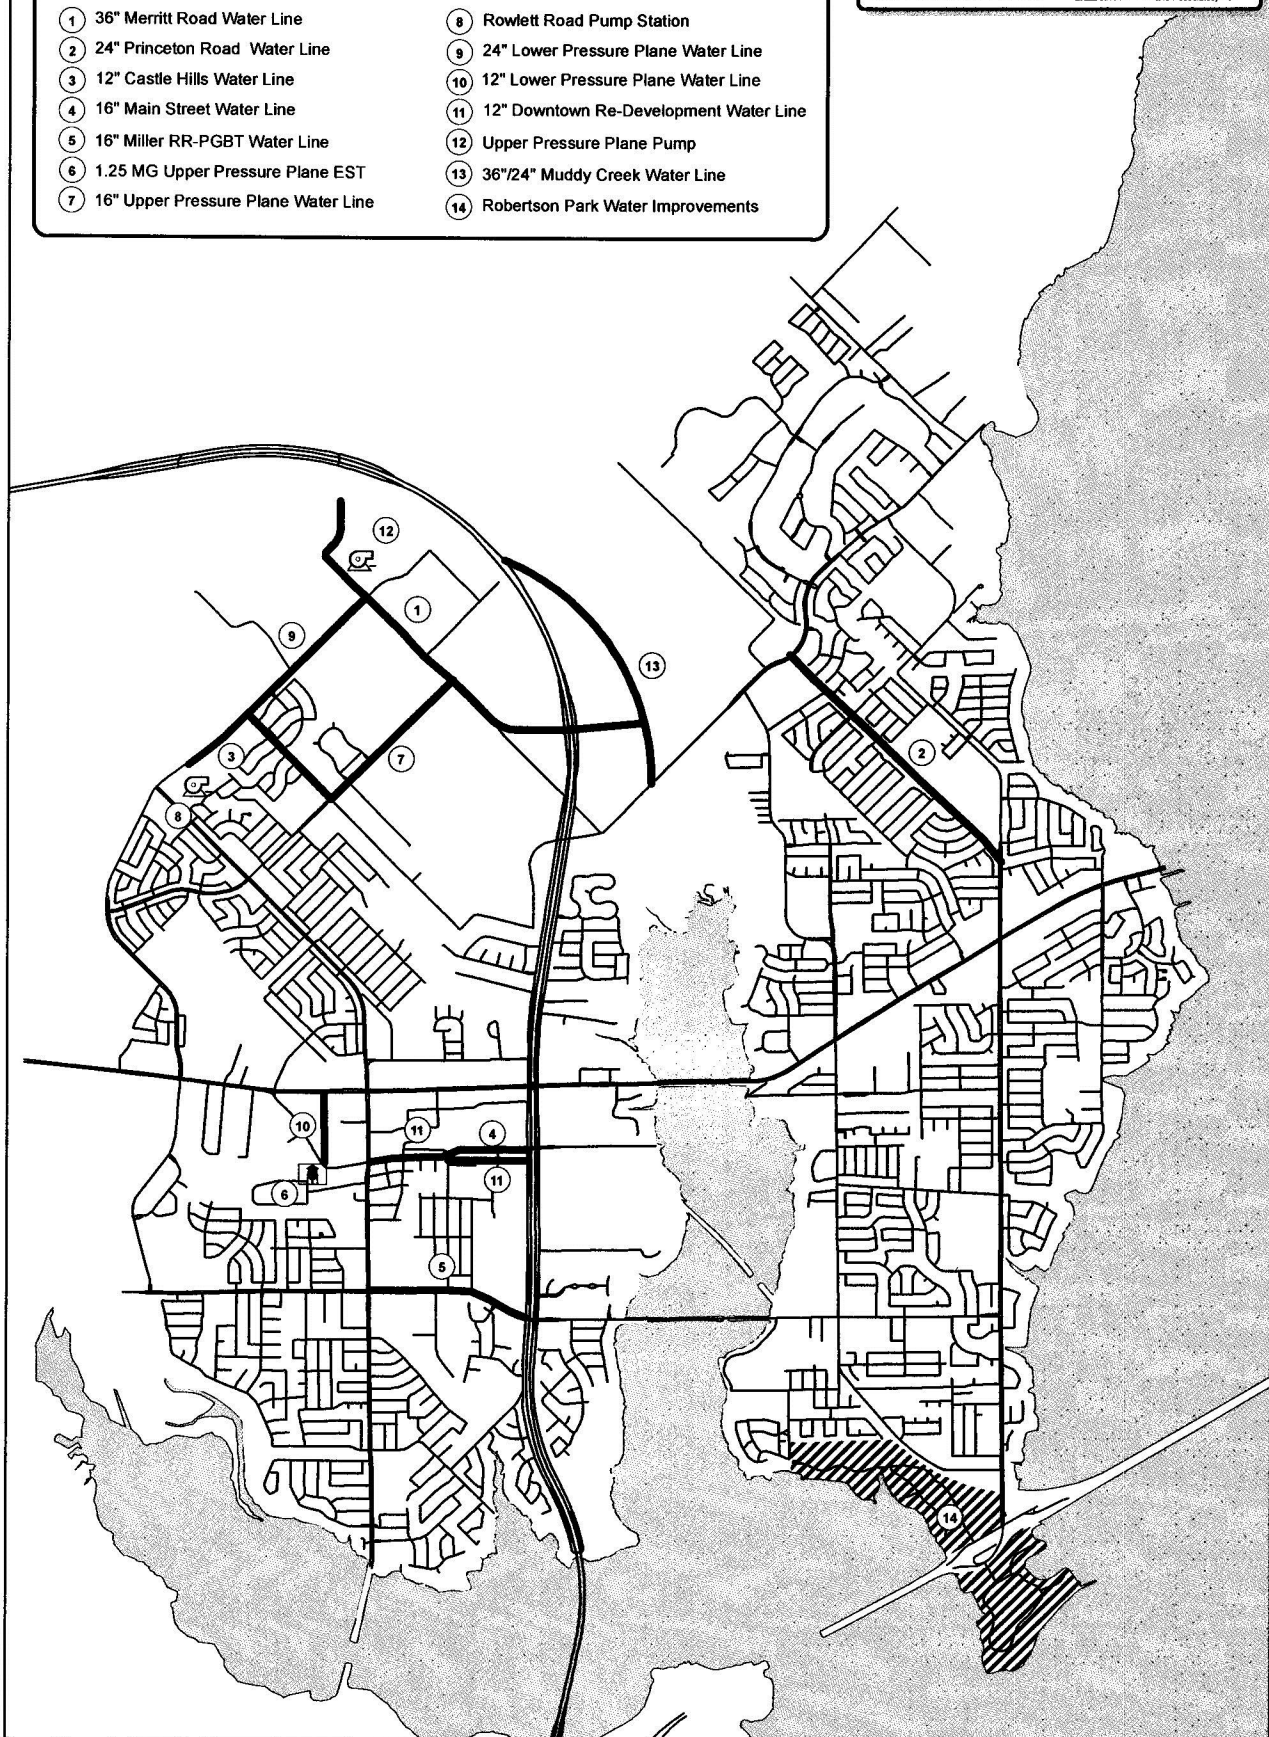 1 36" Merritt Road Water Line
2 24" Princeton Road Water Line
3 12" Castle Hills Water Line
4 16" Main Street Water Line
5 16" Miller RR-PGBT Water Line
6 1.25 MG Upper Pressure Plane EST
7 16" Upper Pressure Plane Water Line
8 Rowlett Road Pump Station
9 24" Lower Pressure Plane Water Line
10 12" Lower Pressure Plane Water Line
11 12" Downtown Re-Development Water Line
12 Upper Pressure Plane Pump
13 36"/24" Muddy Creek Water Line
14 Robertson Park Water Improvements
12
1
9
13
3
7
2
8
10
11
4
11
6
5
14